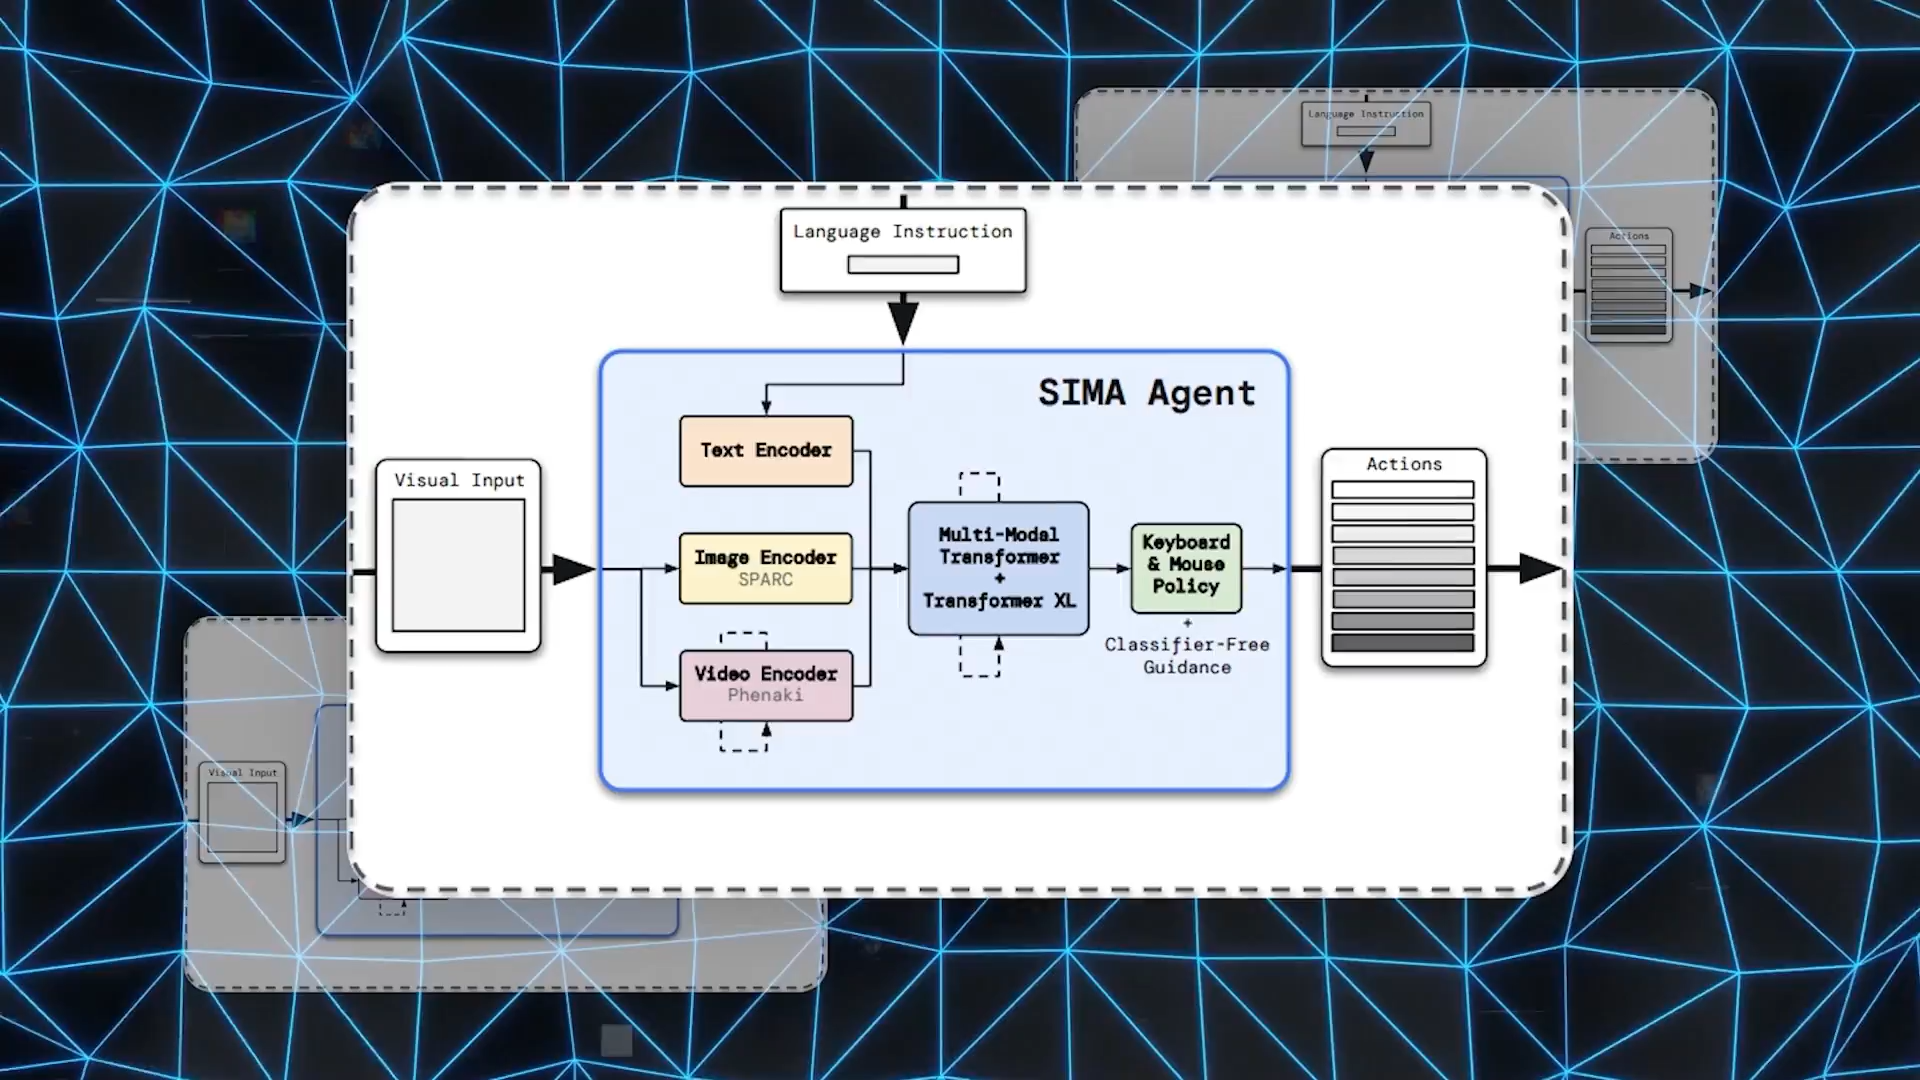 Language Instruction
Actions
Language Instruction
SIMA Agent
Text Encoder
Visual Input
Image Encoder
SPARC
Video Encoder
Phenaki
Multi-Modal
Transformer
+
Transformer XL
Keyboard
& Mouse
Policy
+
Classifier-Free
Guidance
Actions
Visual Input